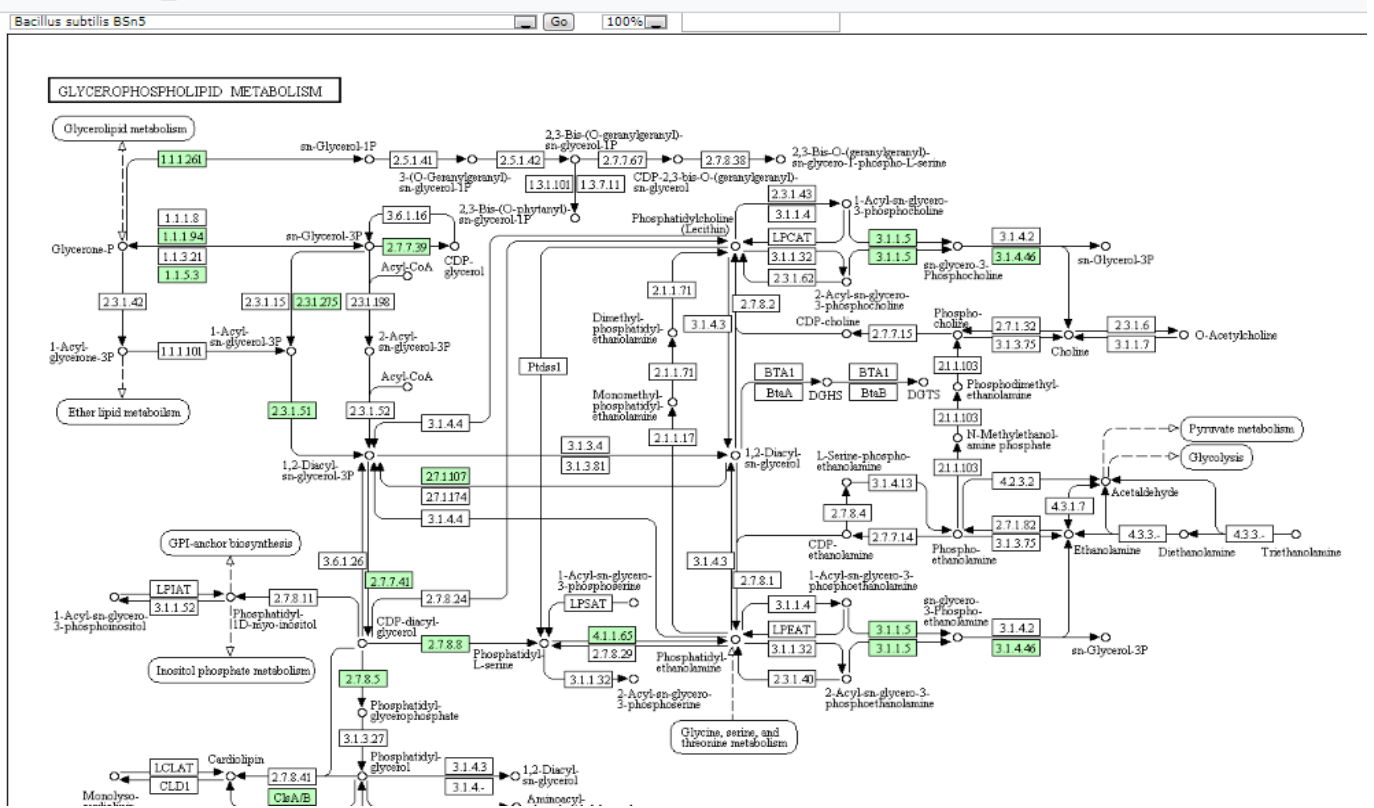 Bacillus subtilis BSn5
Go
100%
GLYCEROPHOSPHOLIPID METABOLISM
Glycerolipid metabolism
1.1.1.261
sn-Glycerol-1P
2.5.1.41
2.5.1.42
2,3-Bis-(O-geranylgeranyl)-
sn-glycerol-1P
2.7.7.67
2.7.8.38
2,3-Bis-O-(geranylgeranyl)-
sn-glycero-1-phospho-L-serine
3-(O-Geranylgeranyl)-
sn-glycerol-1P
1.3.1.101
1.3.7.11
CDP-2,3-bis-O-(geranylgeranyl)-
sn-glycerol
2,3-Bis-(O-phytanyl)-
sn-glycerol-1P
1.1.1.8
1.1.1.94
1.1.3.21
1.1.5.3
Glycerone-P
sn-Glycerol-3P
3.6.1.16
2.7.7.39
CDP-
glycerol
Acyl-CoA
Phosphatidylcholine
(Lecithin)
2.3.1.43
3.1.1.4
LPCAT
3.1.1.32
2.3.1.62
1-Acyl-sn-glycero-
3-phosphocholine
3.1.1.5
3.1.1.5
sn-glycero-3-
Phosphocholine
3.1.4.2
3.1.4.46
sn-Glycerol-3P
2-Acyl-sn-glycero-
3-phosphocholine
2.3.1.42
2.3.1.15
2.3.1.275
2.3.1.198
2.1.1.71
2.7.8.2
3.1.4.3
Dimethyl-
phosphatidyl-
ethanolamine
CDP-choline
2.7.7.15
Phospho-
choline
2.7.1.32
3.1.3.75
Choline
2.3.1.6
3.1.1.7
O-Acetylcholine
1-Acyl-
glycerone-3P
1.1.1.101
1-Acyl-
sn-glycerol-3P
2-Acyl-
sn-glycerol-3P
Acyl-CoA
Ptdss1
2.1.1.71
BTA1
BtaA
DGHS
BTA1
BtaB
DGTS
2.1.1.103
Phosphodimethyl-
ethanolamine
Ether lipid metabolism
2.3.1.51
2.3.1.52
3.1.4.4
Monomethyl-
phosphatidyl-
ethanolamine
2.1.1.17
2.1.1.103
N-Methylethanol-
amine phosphate
2.1.1.103
Pyruvate metabolism
Glycolysis
3.1.3.4
3.1.3.81
1,2-Diacyl-
sn-glycerol-3P
1,2-Diacyl-
sn-glycerol
2.7.1.107
2.7.1.174
3.1.4.4
L-Serine-phospho-
ethanolamine
3.1.4.13
2.7.8.4
4.2.3.2
Acetaldehyde
4.3.1.7
GPI-anchor biosynthesis
CDP-
ethanolamine
2.7.7.14
Phospho-
ethanolamine
2.7.1.82
3.1.3.75
Ethanolamine
4.3.3.-
Diethanolamine
4.3.3.-
Triethanolamine
3.6.1.26
2.7.7.41
3.1.4.3
2.7.8.1
LPIAT
3.1.1.52
1-Acyl-sn-glycero-
3-phosphoinositol
Phosphatidyl-
1D-myo-inositol
2.7.8.11
2.7.8.24
CDP-diacyl-
glycerol
1-Acyl-sn-glycero-
3-phosphoserine
LPSAT
1-Acyl-sn-glycero-3-
phosphoethanolamine
3.1.1.4
LPEAT
3.1.1.32
2.3.1.40
sn-glycero-
3-Phospho-
ethanolamine
3.1.1.5
3.1.1.5
3.1.4.2
3.1.4.46
sn-Glycerol-3P
2.7.8.8
Phosphatidyl-
L-serine
4.1.1.65
2.7.8.29
Phosphatidyl-
ethanolamine
Inositol phosphate metabolism
2.7.8.5
3.1.1.32
2-Acyl-sn-glycero-
3-phosphoserine
2-Acyl-sn-glycero-3-
phosphoethanolamine
Phosphatidyl-
glycerophosphate
3.1.3.27
Glycine, serine, and
threonine metabolism
Phosphatidyl-
glycerol
Cardiolipin
LCLAT
CLD1
2.7.8.41
ClsA/B
3.1.4.3
3.1.4.-
1,2-Diacyl-
sn-glycerol
Monolyso-
Aminoacyl-